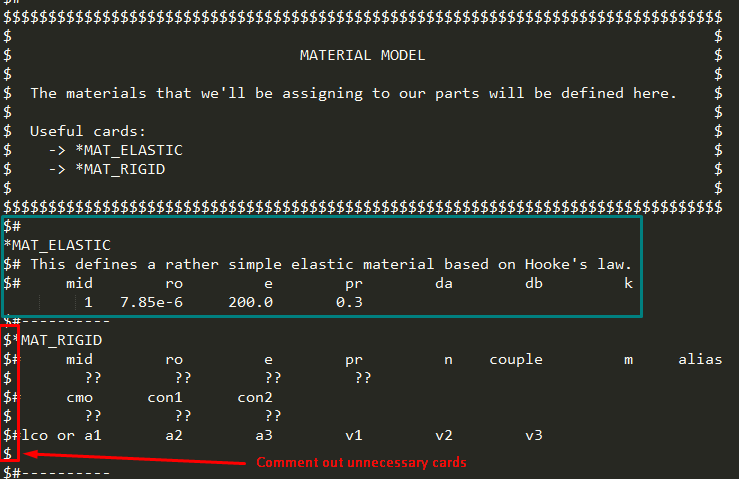 $#
$$$$$$$$$$$$$$$$$$$$$$$$$$$$$$$$$$$$$$$$$$$$$$$$$$$$$$$$$$$$$$$$$$$$$$$$$$$$$$$$
$                                                                              $
$                                MATERIAL MODEL                                $
$                                                                              $
$  The materials that we'll be assigning to our parts will be defined here.    $
$                                                                              $
$  Useful cards:                                                               $
$    -> *MAT_ELASTIC                                                           $
$    -> *MAT_RIGID                                                             $
$                                                                              $
$$$$$$$$$$$$$$$$$$$$$$$$$$$$$$$$$$$$$$$$$$$$$$$$$$$$$$$$$$$$$$$$$$$$$$$$$$$$$$$$
$#
*MAT_ELASTIC
$# This defines a rather simple elastic material based on Hooke's law.
$#     mid        ro         e        pr        da        db         k
         1   7.85e-6     200.0       0.3
$#----------
$*MAT_RIGID
$#     mid        ro         e        pr         n    couple         m     alias
$        ??        ??        ??        ??
$#     cmo      con1      con2
$        ??        ??        ??
$#lco or a1       a2        a3        v1        v2        v3
$
Comment out unnecessary cards
$#----------